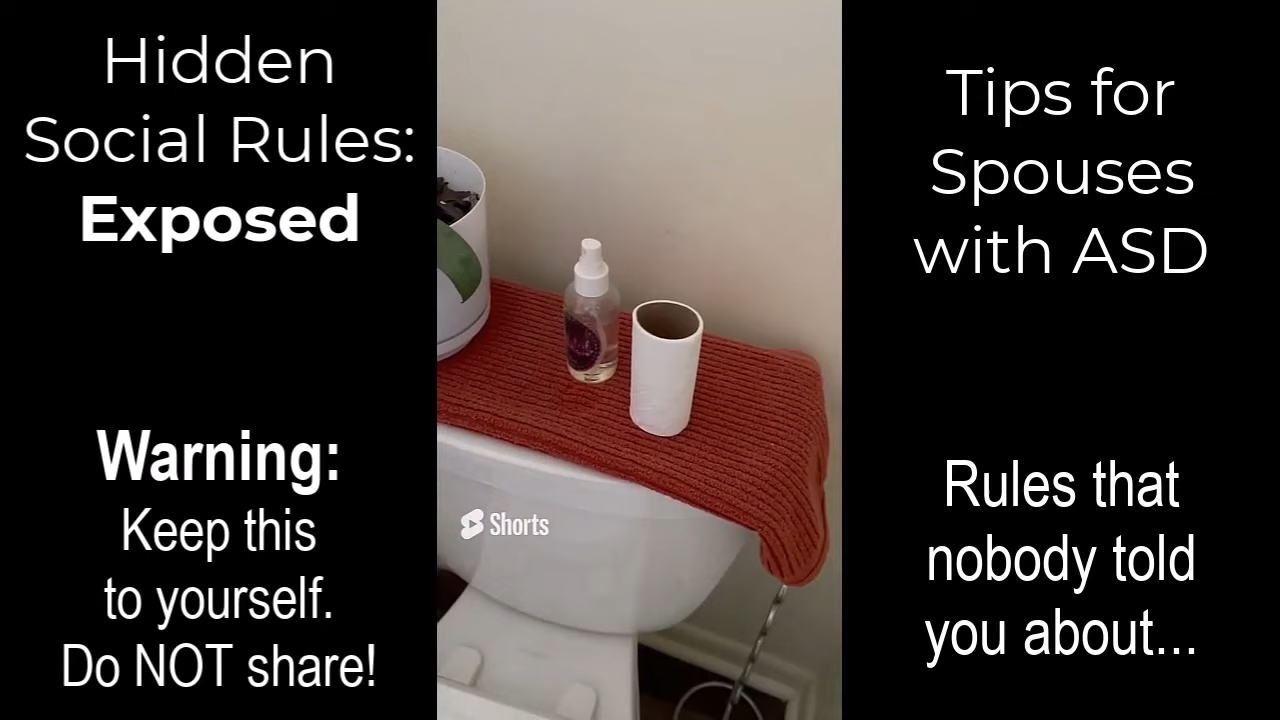 Hidden
Social Rules:
Exposed
Warning:
Keep this
to yourself.
Do NOT share!
Shorts
Tips for
Spouses
with ASD
Rules that
nobody told
you about...